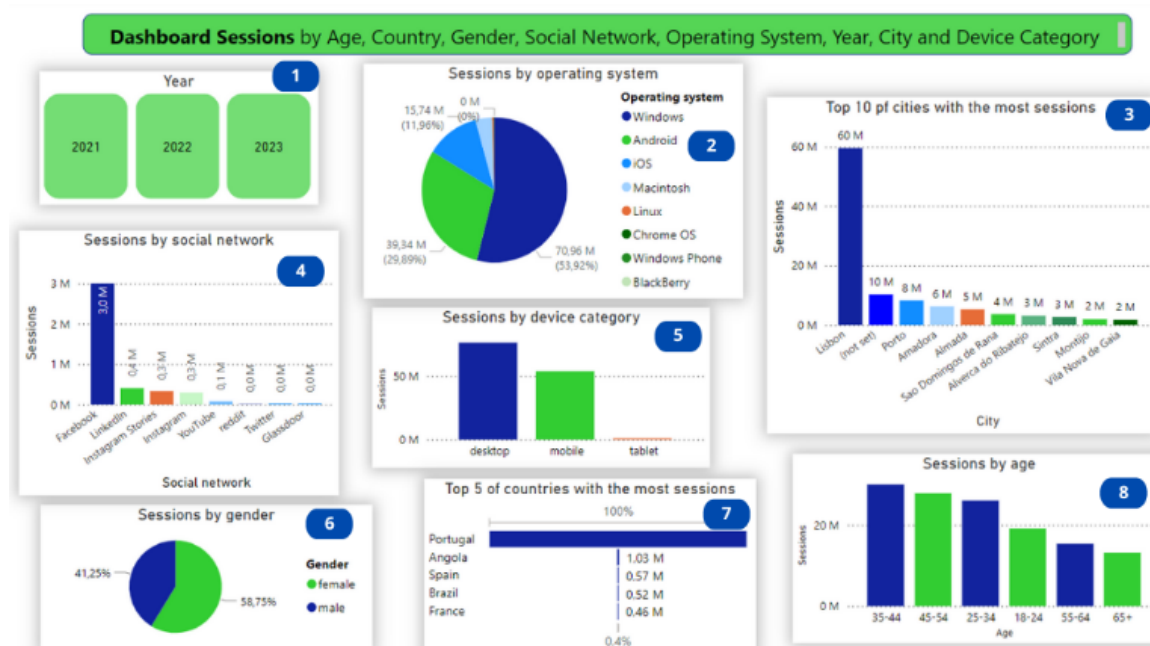 Dashboard Sessions by Age, Country, Gender, Social Network, Operating System, Year, City and Device Category
1
Year
2021
2022
2023
Sessions by operating system
2
0 M
(0%)
15,74 M
(11,96%)
39,34 M
(29,89%)
70,96 M
(53,92%)
Operating system
Windows
Android
iOS
Macintosh
Linux
Chrome OS
Windows Phone
BlackBerry
Top 10 pf cities with the most sessions
3
60 M
40 M
20 M
0 M
Sessions
60 M
10 M
8 M
6 M
5 M
4 M
3 M
3 M
2 M
2 M
Lisbon
(not set)
Porto
Amadora
Almada
Sao Domingos de Rana
Alverca do Ribatejo
Sintra
Montijo
Vila Nova de Gaia
City
Sessions by social network
4
3 M
2 M
1 M
0 M
Sessions
3,0 M
0,4 M
0,3 M
0,3 M
0,1 M
0,0 M
0,0 M
0,0 M
Facebook
LinkedIn
Instagram Stories
Instagram
YouTube
reddit
Twitter
Glassdoor
Social network
Sessions by device category
5
50 M
0 M
Sessions
desktop
mobile
tablet
Sessions by gender
6
41,25%
58,75%
Gender
female
male
Top 5 of countries with the most sessions
7
100%
Portugal
Angola 1.03 M
Spain 0.57 M
Brazil 0.52 M
France 0.46 M
0.4%
Sessions by age
8
20 M
0 M
Sessions
35-44
45-54
25-34
18-24
55-64
65+
Age